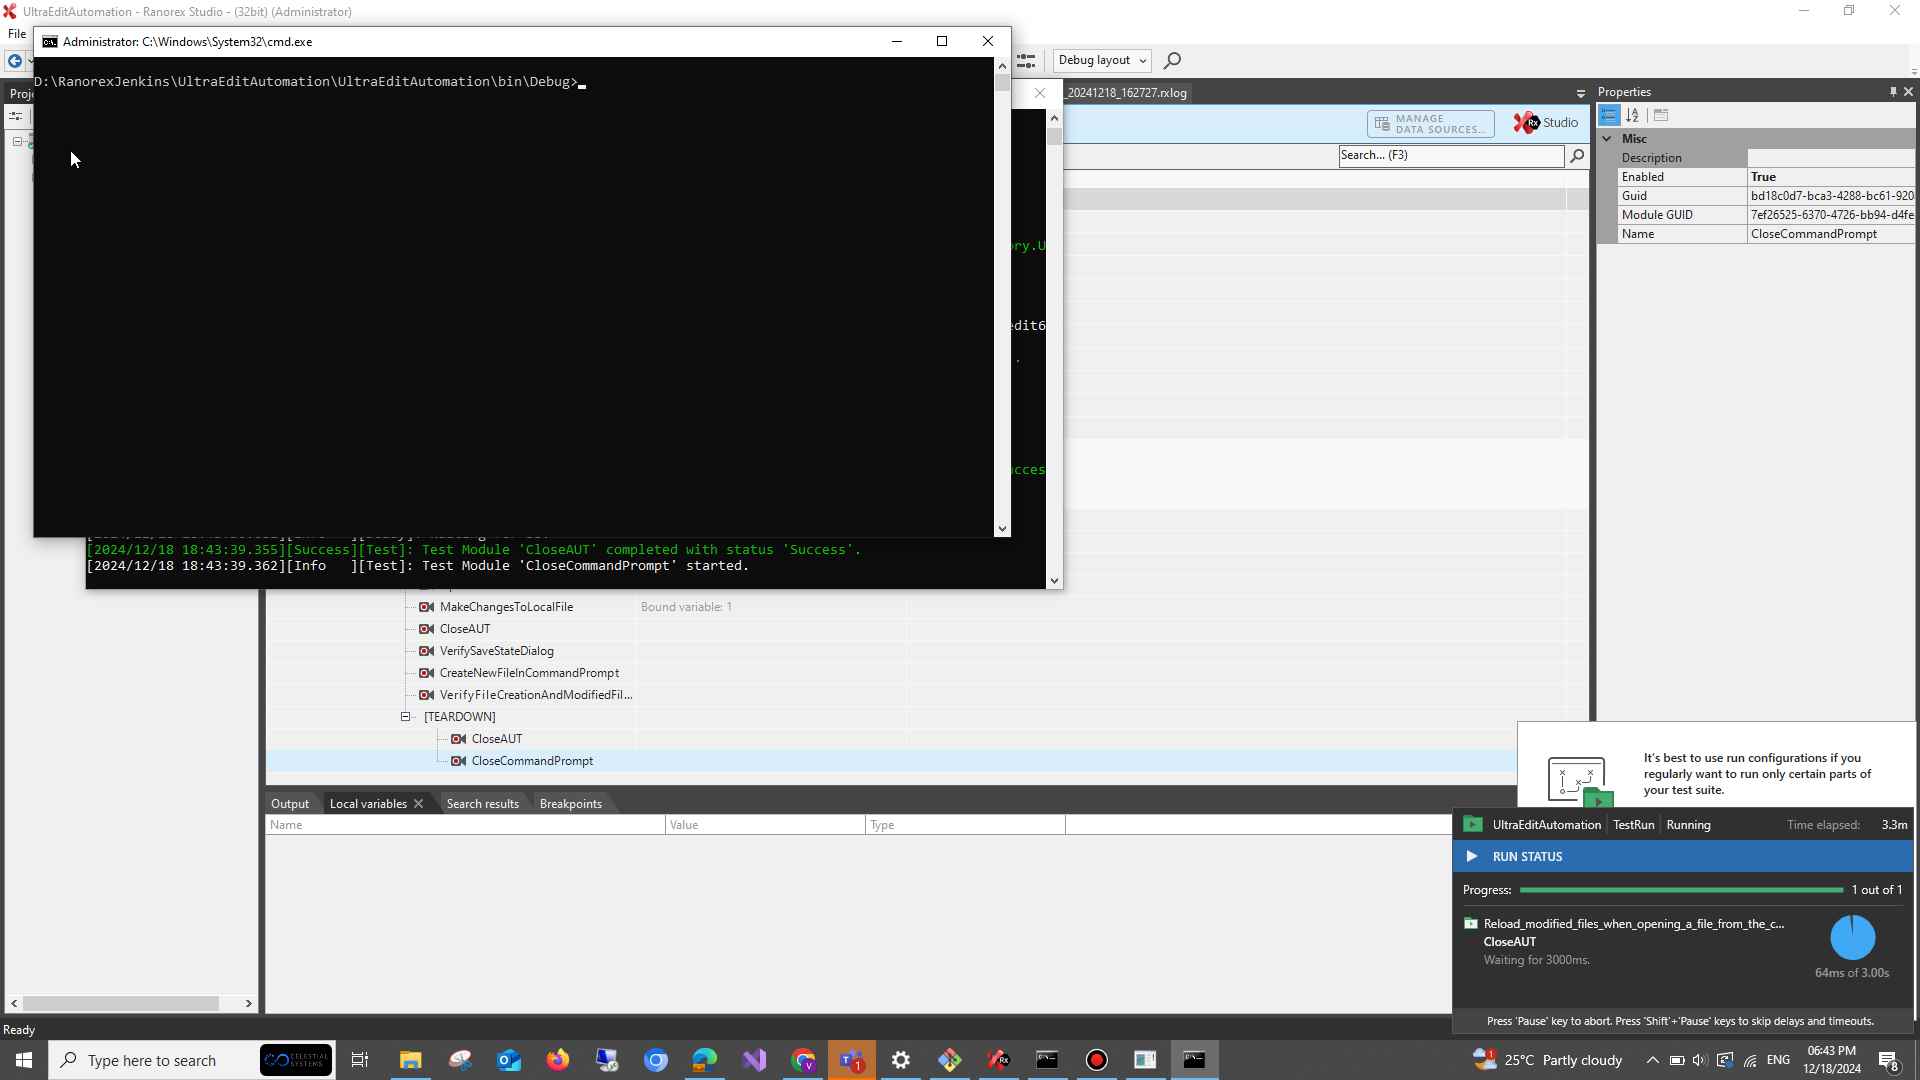 UltraEditAutomation - Ranorex Studio - (32bit) (Administrator)
File
Administrator: C:\Windows\System32\cmd.exe
Debug layout
D:\RanorexJenkins\UltraEditAutomation\UltraEditAutomation\bin\Debug>
Proj
_20241218_162727.rxlog
Properties
MANAGE
DATA SOURCES...
Rx Studio
Search... (F3)
Misc
Description
Enabled True
Guid bd18c0d7-bca3-4288-bc61-920
Module GUID 7ef26525-6370-4726-bb94-d4fe
Name CloseCommandPrompt
ory.U
edit6
.
ucces
[2024/12/18 18:43:39.355][Success][Test]: Test Module 'CloseAUT' completed with status 'Success'.
[2024/12/18 18:43:39.362][Info   ][Test]: Test Module 'CloseCommandPrompt' started.
MakeChangesToLocalFile Bound variable: 1
CloseAUT
VerifySaveStateDialog
CreateNewFileInCommandPrompt
VerifyFileCreationAndModifiedFil...
[TEARDOWN]
CloseAUT
CloseCommandPrompt
It's best to use run configurations if you
regularly want to run only certain parts of
your test suite.
Output Local variables Search results Breakpoints
Name Value Type
UltraEditAutomation TestRun Running Time elapsed: 3.3m
RUN STATUS
Progress: 1 out of 1
Reload_modified_files_when_opening_a_file_from_the_c...
CloseAUT
Waiting for 3000ms.
64ms of 3.00s
Press 'Pause' key to abort. Press 'Shift'+'Pause' keys to skip delays and timeouts.
Ready
Type here to search
CELESTIAL
SYSTEMS
25°C Partly cloudy
ENG
06:43 PM
12/18/2024
8